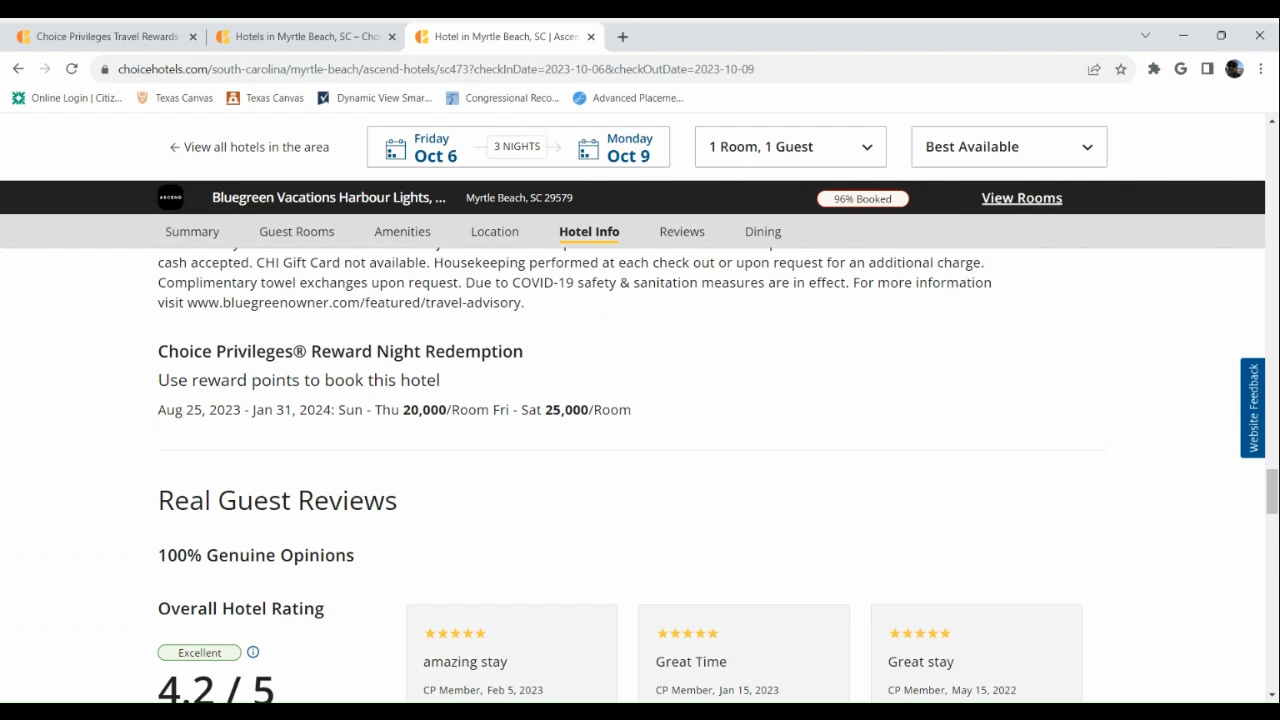 Choice Privileges Travel Rewards
Hotels in Myrtle Beach, SC – Cho
Hotel in Myrtle Beach, SC | Ascen
choicehotels.com/south-carolina/myrtle-beach/ascend-hotels/sc473?checkInDate=2023-10-06&checkOutDate=2023-10-09
Online Login | Citiz... Texas Canvas Texas Canvas Dynamic View Smar... Congressional Reco... Advanced Placeme...
← View all hotels in the area
Friday
Oct 6
3 NIGHTS
Monday
Oct 9
1 Room, 1 Guest
Best Available
ASCEND
Bluegreen Vacations Harbour Lights, ...
Myrtle Beach, SC 29579
96% Booked
View Rooms
Summary Guest Rooms Amenities Location Hotel Info Reviews Dining
cash accepted. CHI Gift Card not available. Housekeeping performed at each check out or upon request for an additional charge.
Complimentary towel exchanges upon request. Due to COVID-19 safety & sanitation measures are in effect. For more information
visit www.bluegreenowner.com/featured/travel-advisory.
Choice Privileges® Reward Night Redemption
Use reward points to book this hotel
Aug 25, 2023 - Jan 31, 2024: Sun - Thu 20,000/Room Fri - Sat 25,000/Room
Website Feedback
Real Guest Reviews
100% Genuine Opinions
Overall Hotel Rating
Excellent
4.2 / 5
amazing stay
CP Member, Feb 5, 2023
Great Time
CP Member, Jan 15, 2023
Great stay
CP Member, May 15, 2022